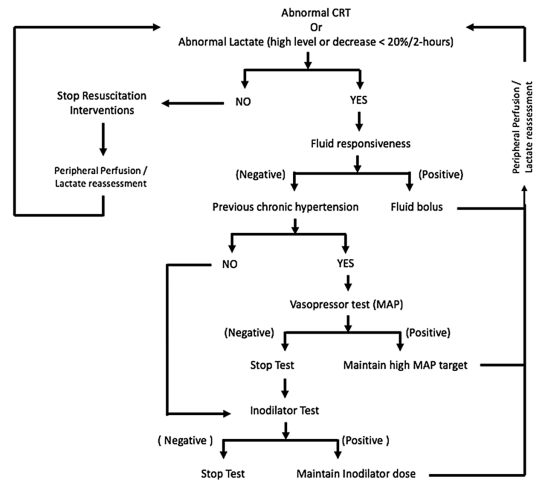 Abnormal CRT
Or
Abnormal Lactate (high level or decrease < 20%/2-hours)
NO
YES
Stop Resuscitation
Interventions
Peripheral Perfusion /
Lactate reassessment
Fluid responsiveness
(Negative)
(Positive)
Previous chronic hypertension
Fluid bolus
NO
YES
Vasopressor test (MAP)
(Negative)
(Positive)
Stop Test
Maintain high MAP target
Inodilator Test
( Negative )
(Positive )
Stop Test
Maintain Inodilator dose
Peripheral Perfusion /
Lactate reassessment